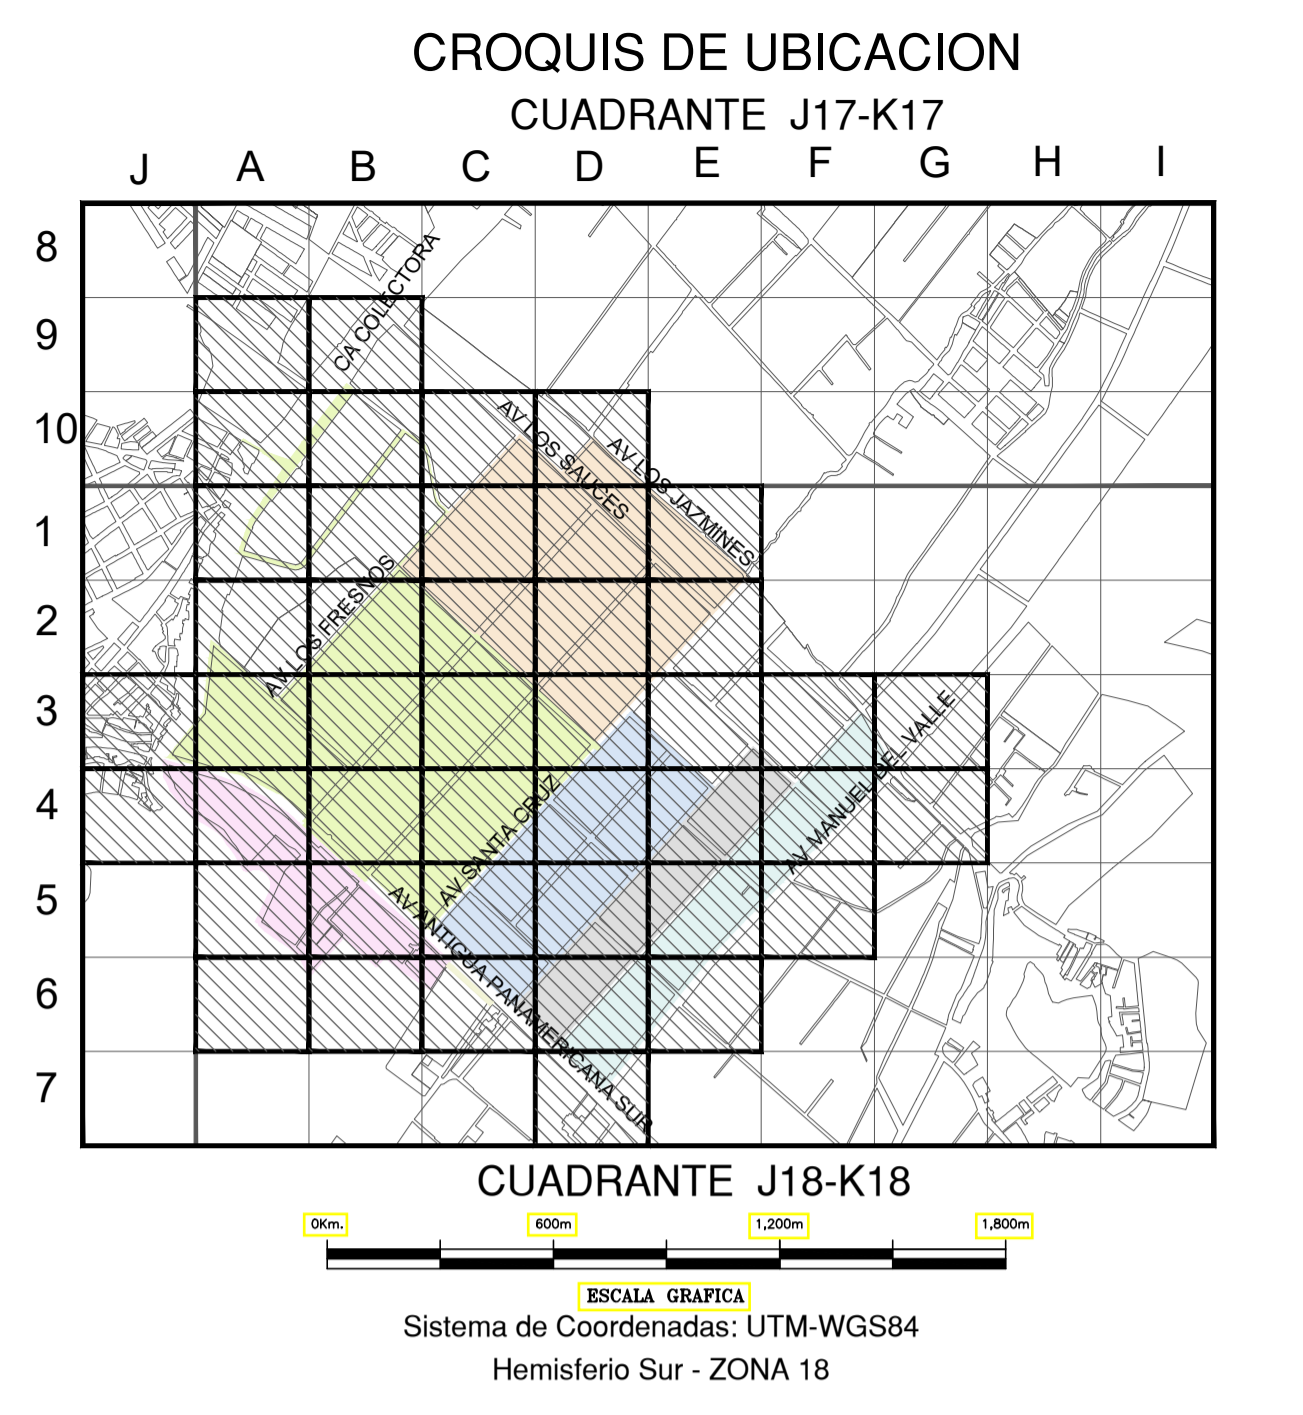 CROQUIS DE UBICACION
CUADRANTE J17-K17
J A B C D E F G H I
8
9
10
1
2
3
4
5
6
7
CA COLECTORA
AV LOS SAUCES
AV LOS JAZMINES
AV LOS FRESNOS
AV SANTA CRUZ
AV MANUEL DEL VALLE
AV ANTIGUA PANAMERICANA SUR
CUADRANTE J18-K18
0Km. 600m 1,200m 1,800m
ESCALA GRAFICA
Sistema de Coordenadas: UTM-WGS84
Hemisferio Sur - ZONA 18